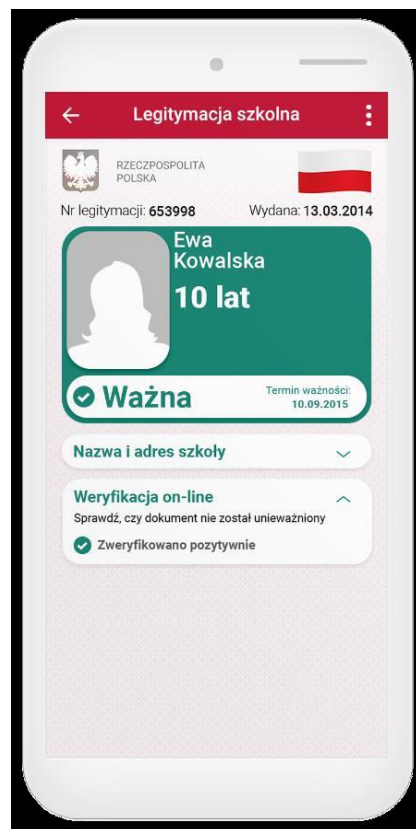 Legitymacja szkolna
RZECZPOSPOLITA
POLSKA
Nr legitymacji: 653998 Wydana: 13.03.2014
Ewa
Kowalska
10 lat
Ważna
Termin ważności:
10.09.2015
Nazwa i adres szkoły
Weryfikacja on-line
Sprawdź, czy dokument nie został unieważniony
Zweryfikowano pozytywnie